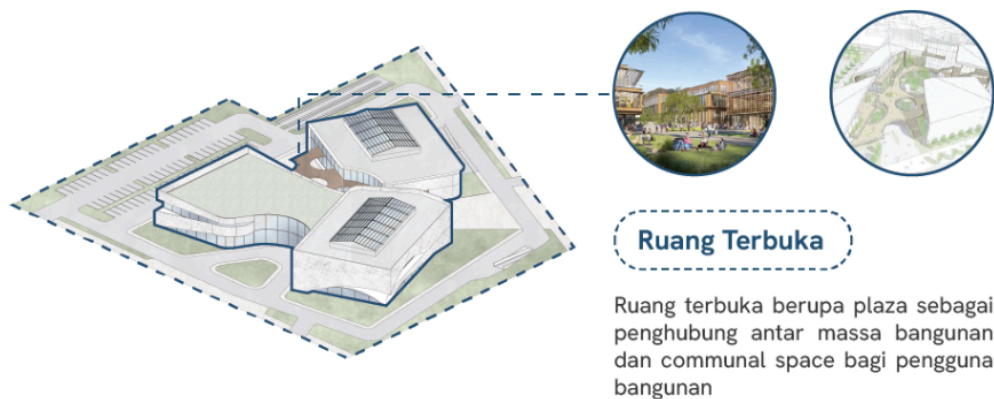 Ruang Terbuka
Ruang terbuka berupa plaza sebagai
penghubung antar massa bangunan
dan communal space bagi pengguna
bangunan